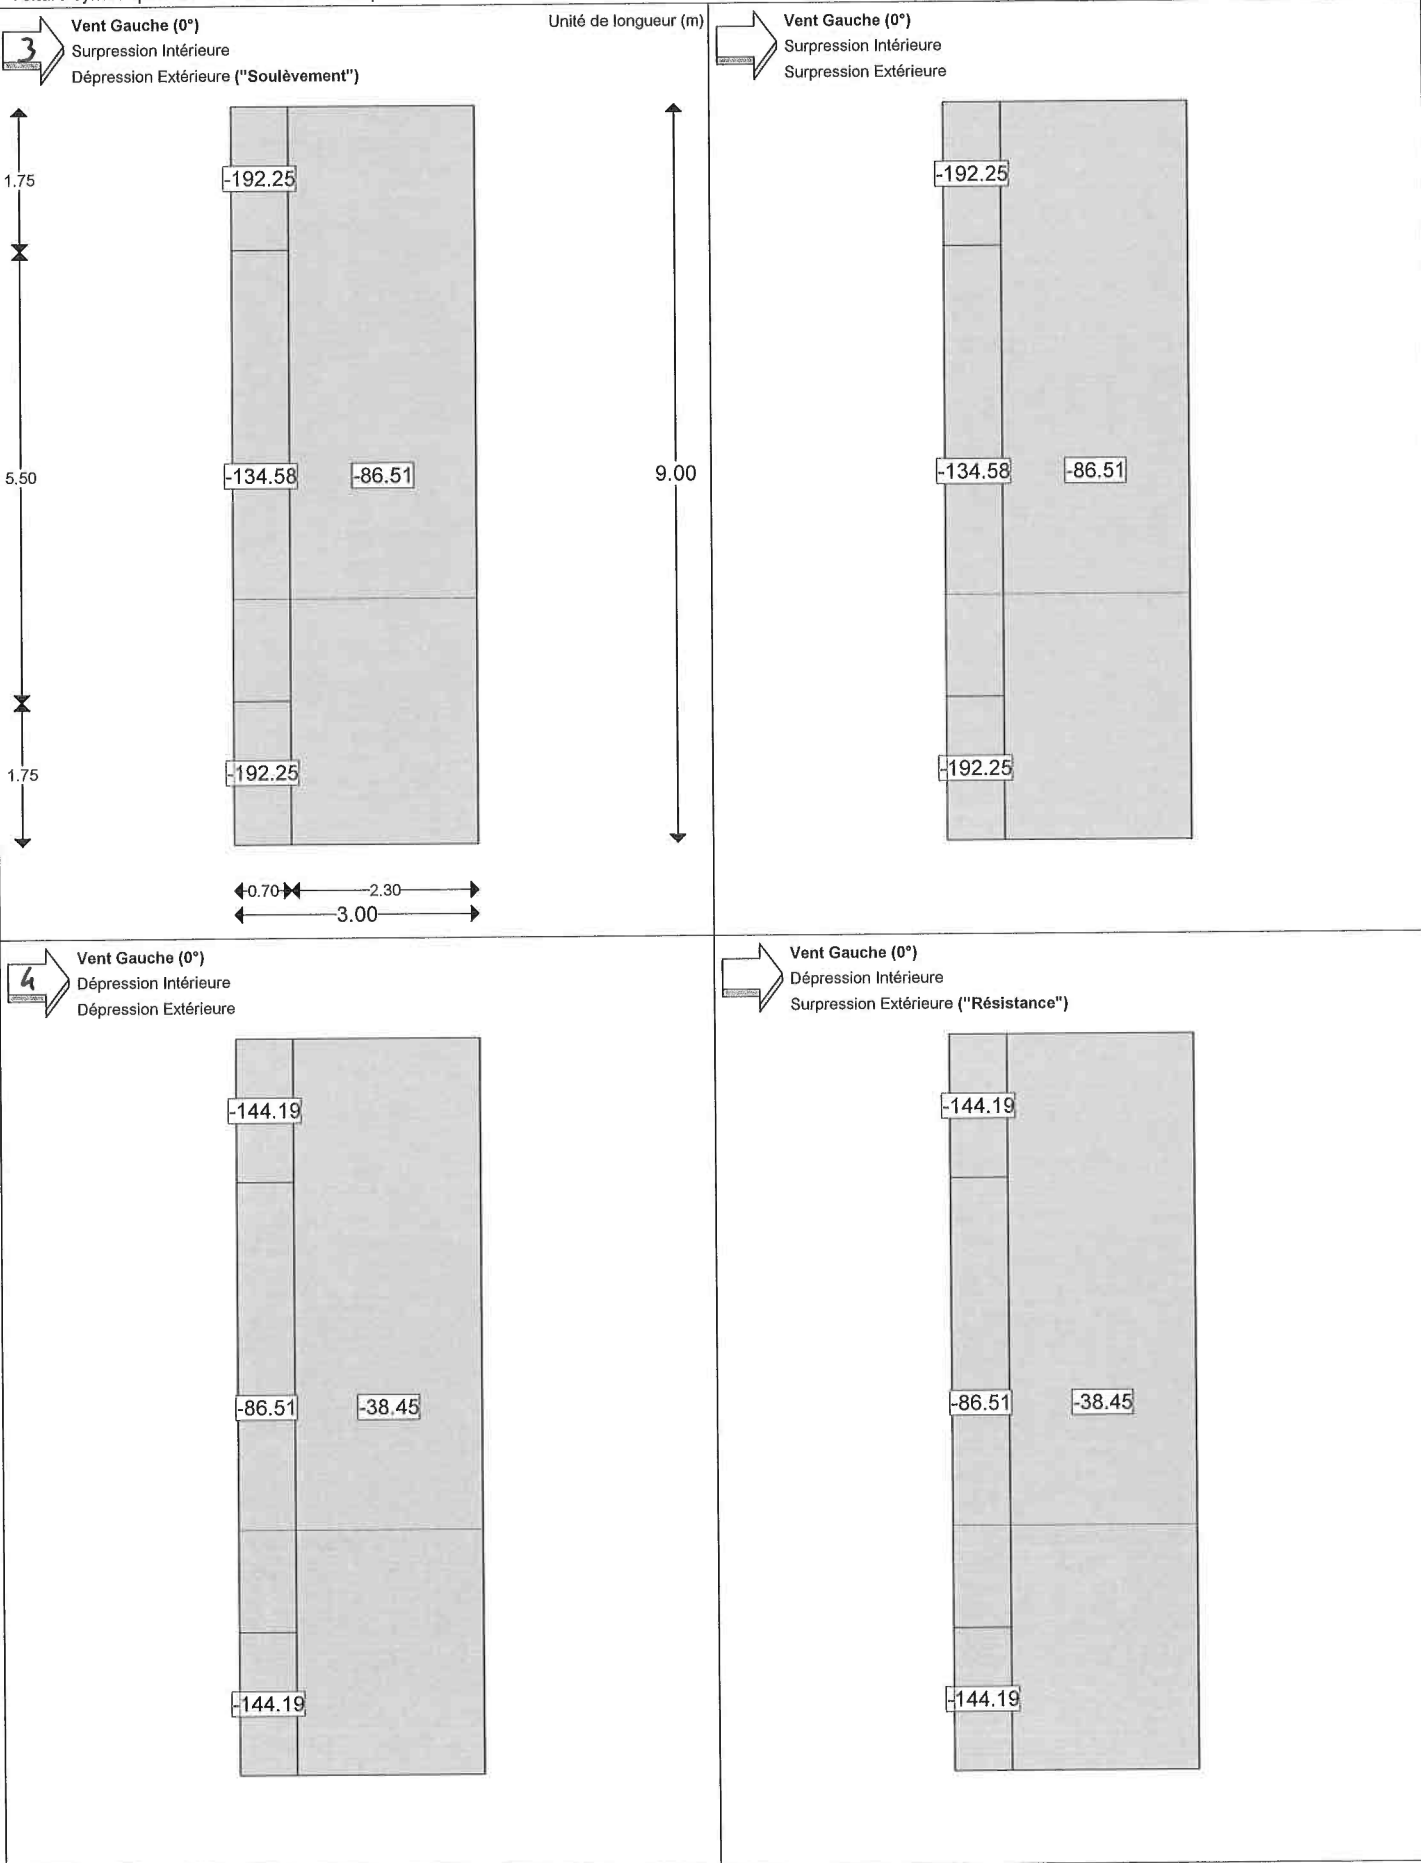 3
Vent Gauche (0°)
Surpression Intérieure
Dépression Extérieure ("Soulèvement")
Unité de longueur (m)
1.75
5.50
1.75
-192.25
-134.58
-86.51
-192.25
9.00
0.70
2.30
3.00
Vent Gauche (0°)
Surpression Intérieure
Surpression Extérieure
-192.25
-134.58
-86.51
-192.25
4
Vent Gauche (0°)
Dépression Intérieure
Dépression Extérieure
-144.19
-86.51
-38.45
-144.19
Vent Gauche (0°)
Dépression Intérieure
Surpression Extérieure ("Résistance")
-144.19
-86.51
-38.45
-144.19